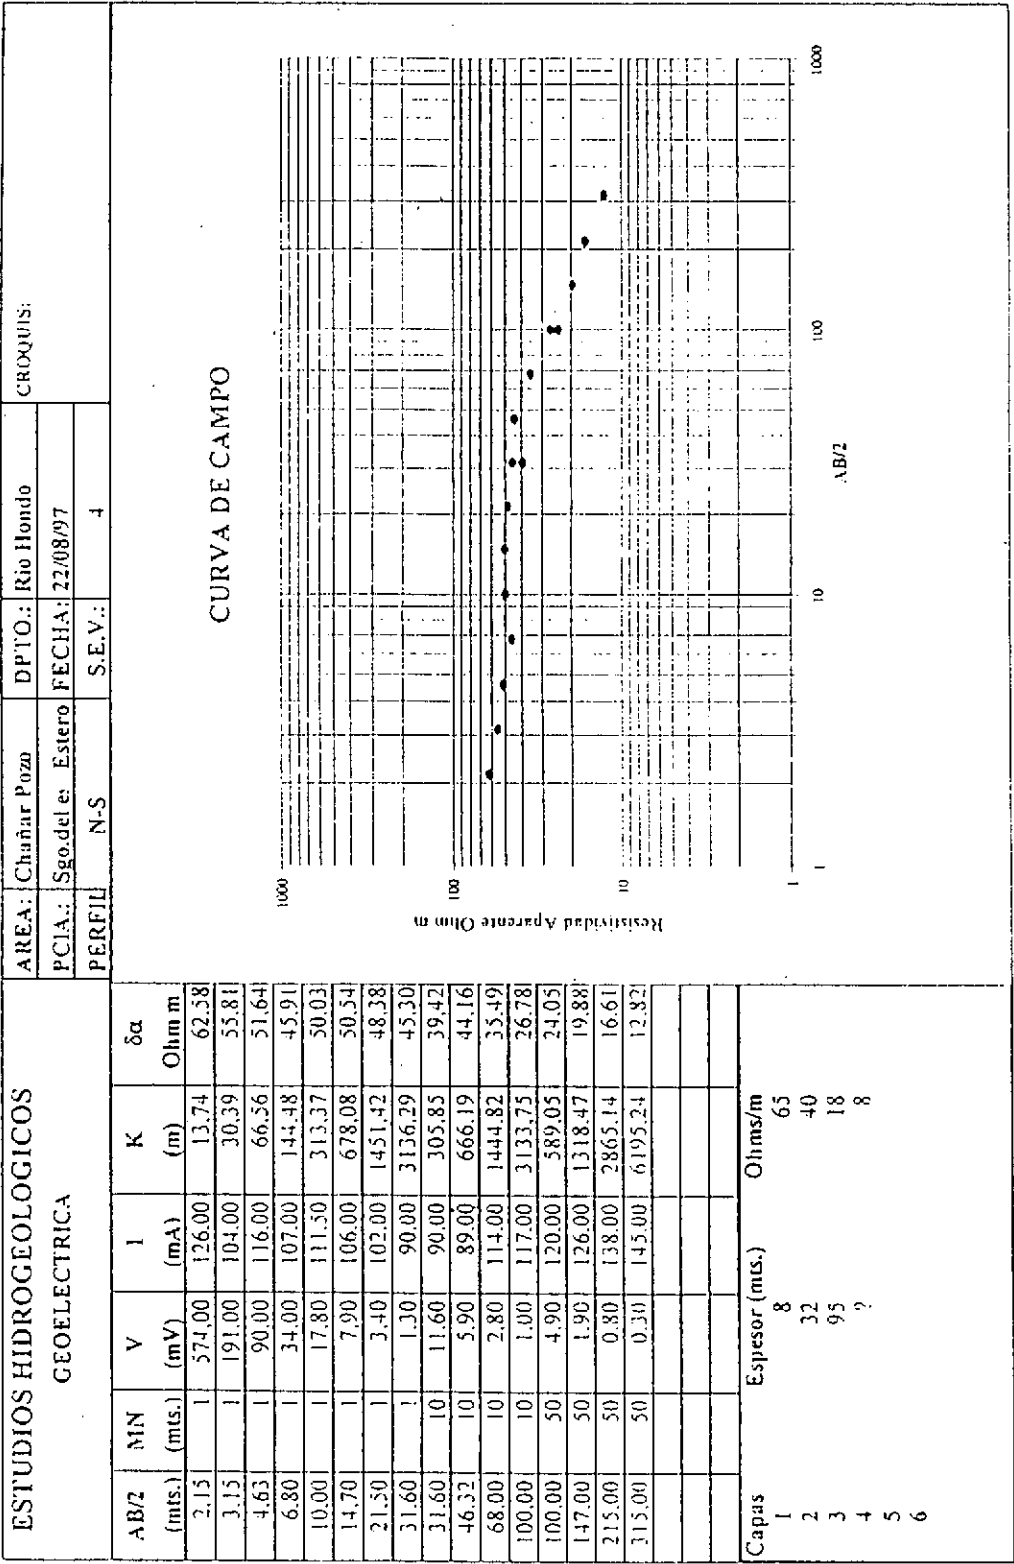 ESTUDIOS HIDROGEOLOGICOS
GEOELECTRICA
AREA: Chañar Pozo DPTO.: Rio Hondo CROQUIS:
PCIA.: Sgo.del e: Estero FECHA: 22/08/97
PERFIL N-S S.E.V.: 4
AB/2 MN V I K δα
(mts.) (mts.) (mV) (mA) (m) Ohm m
2.15 1 574.00 126.00 13.74 62.58
3.15 1 191.00 104.00 30.39 55.81
4.63 1 90.00 116.00 66.56 51.64
6.80 1 34.00 107.00 144.48 45.91
10.00 1 17.80 111.50 313.37 50.03
14.70 1 7.90 106.00 678.08 50.54
21.50 1 3.40 102.00 1451.42 48.38
31.60 1 1.30 90.00 3136.29 45.30
31.60 10 11.60 90.00 305.85 39.42
46.32 10 5.90 89.00 666.19 44.16
68.00 10 2.80 114.00 1444.82 35.49
100.00 10 1.00 117.00 3133.75 26.78
100.00 50 4.90 120.00 589.05 24.05
147.00 50 1.90 126.00 1318.47 19.88
215.00 50 0.80 138.00 2865.14 16.61
315.00 50 0.30 145.00 6195.24 12.82
Capas Espesor (mts.) Ohms/m
1 8 65
2 32 40
3 95 18
4 ? 8
5
6
CURVA DE CAMPO
Resistividad Aparente Ohm m
1000
100
10
1
1 10 100 1000
AB/2